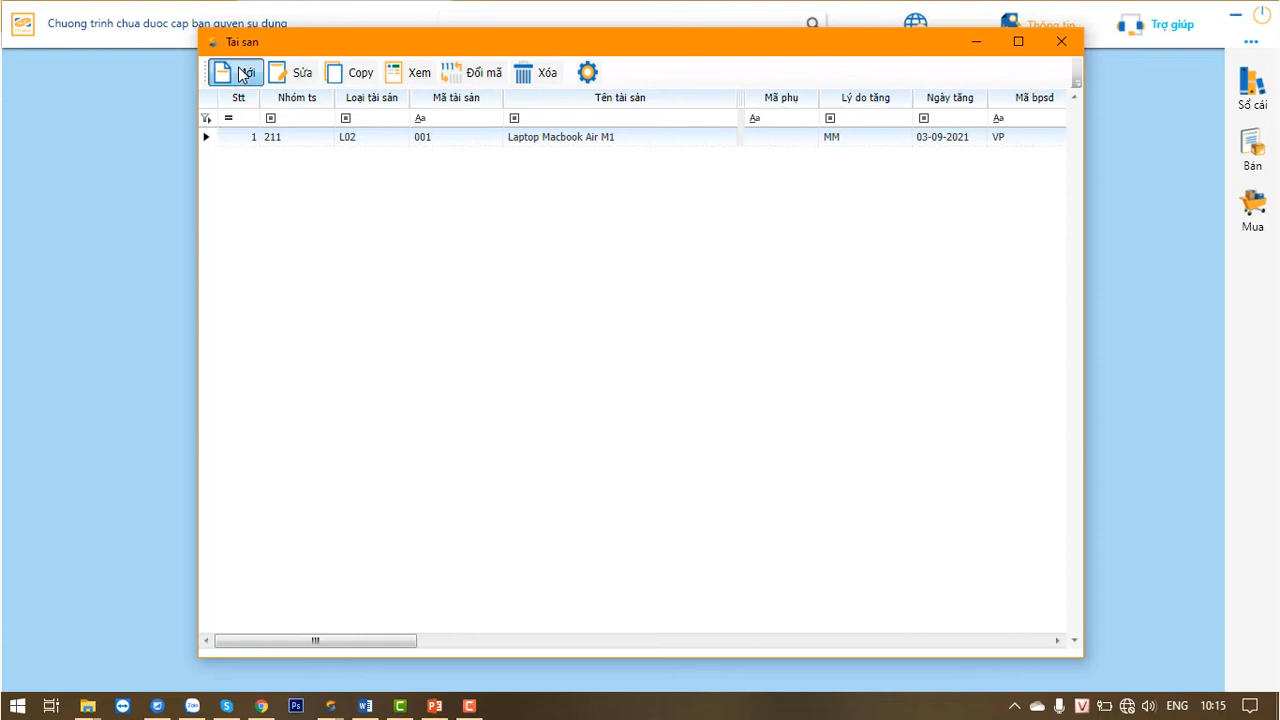 Chuong trinh chua duoc cap ban quyen su dung
Thông tin
Trợ giúp
Tai san
Sửa
Copy
Xem
Đổi mã
Xóa
Stt
Nhóm ts
Loại tài sản
Mã tài sản
Tên tài sản
Mã phụ
Lý do tăng
Ngày tăng
Mã bpsd
1
211
L02
001
Laptop Macbook Air M1
MM
03-09-2021
VP
Sổ cái
Bán
Mua
ENG
10:15